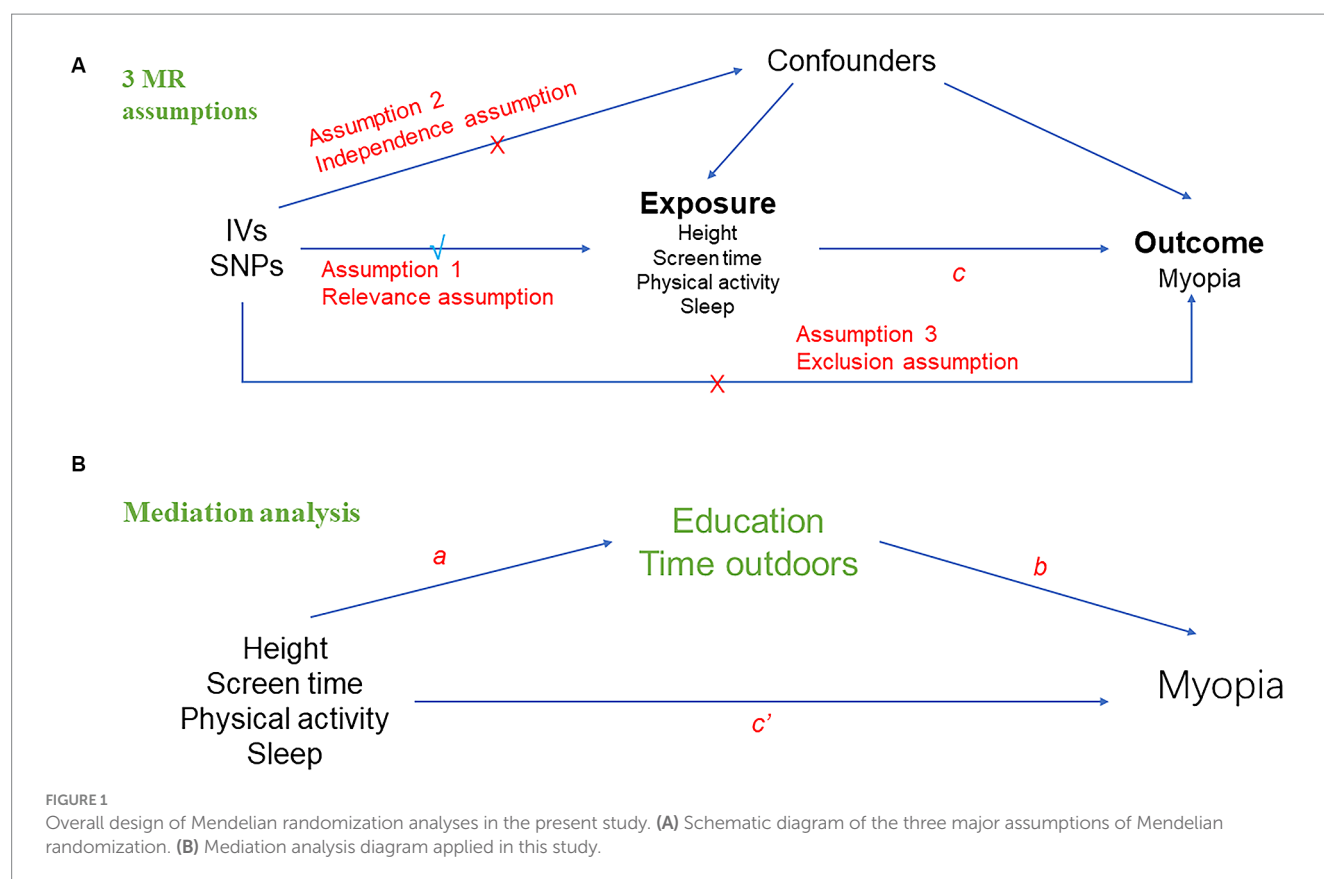 A
3 MR
assumptions
Confounders
Assumption 2
Independence assumption
X
IVs
SNPs
√
Assumption 1
Relevance assumption
Exposure
Height
Screen time
Physical activity
Sleep
c
Outcome
Myopia
Assumption 3
Exclusion assumption
X
B
Mediation analysis
Education
Time outdoors
a
b
Height
Screen time
Physical activity
Sleep
c’
Myopia
FIGURE 1
Overall design of Mendelian randomization analyses in the present study. (A) Schematic diagram of the three major assumptions of Mendelian
randomization. (B) Mediation analysis diagram applied in this study.